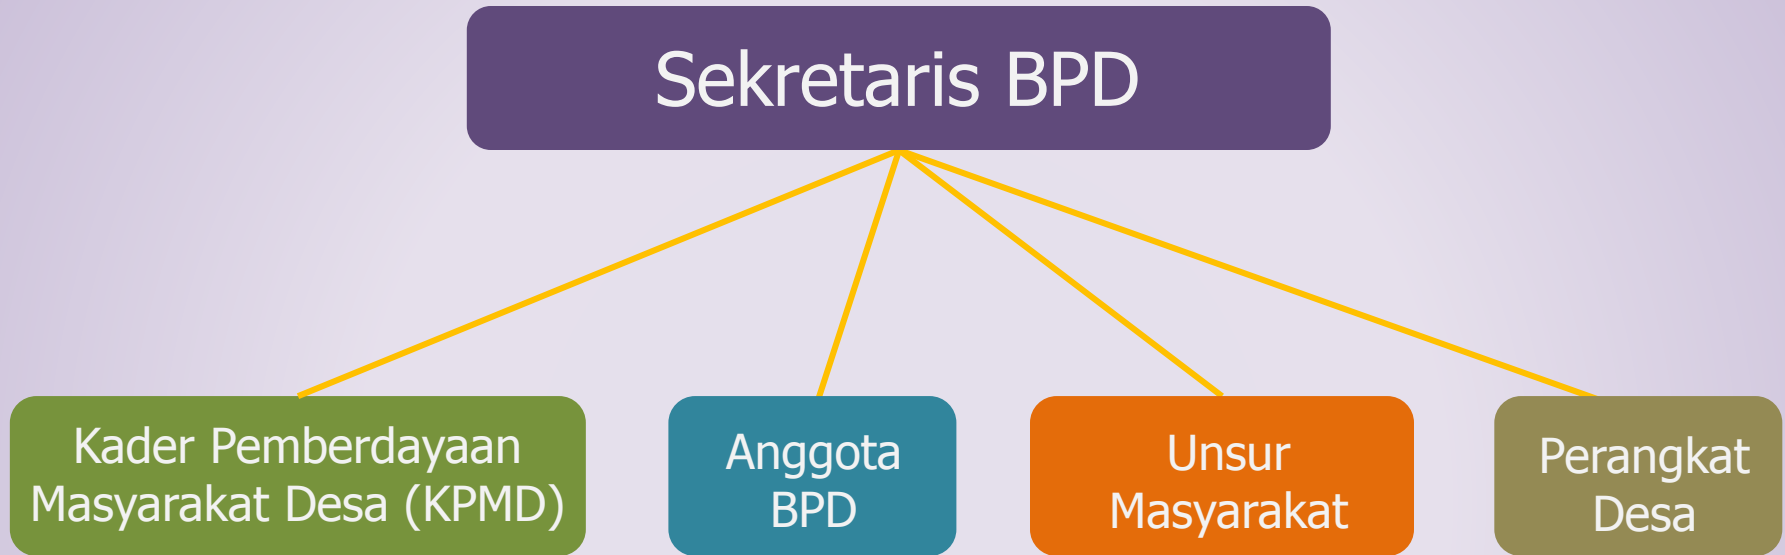 Sekretaris BPD
Kader Pemberdayaan
Masyarakat Desa (KPMD)
Anggota
BPD
Unsur
Masyarakat
Perangkat
Desa